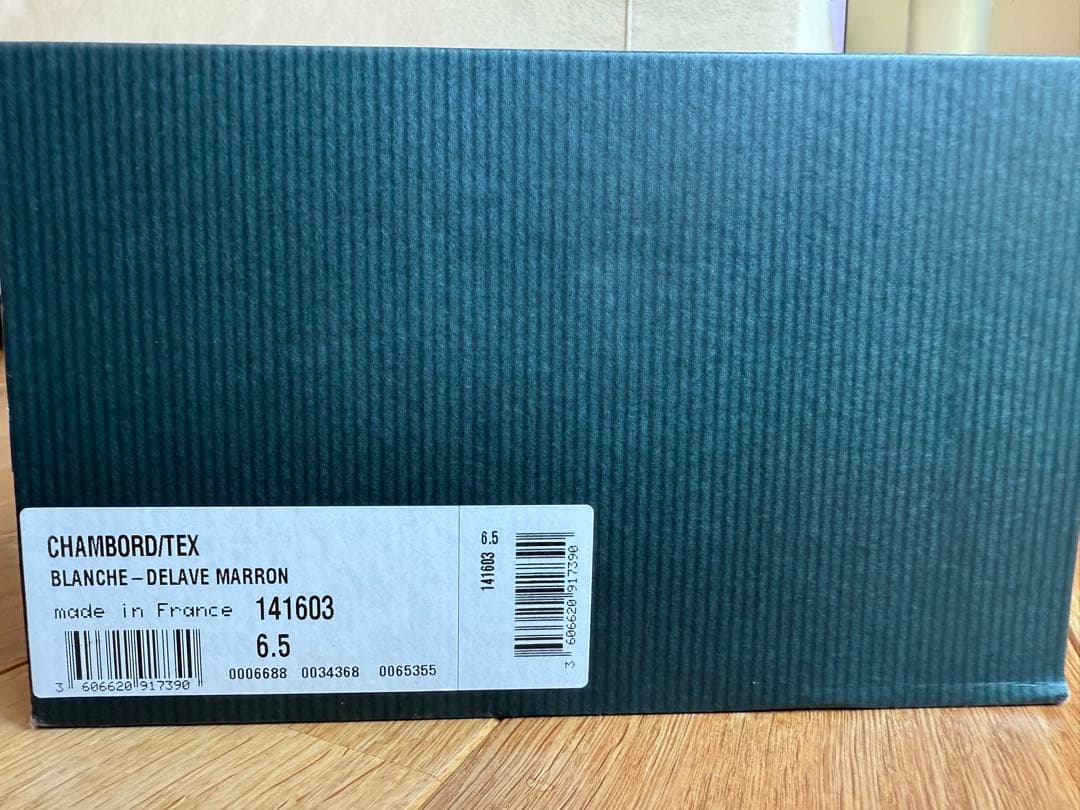 CHAMBORD/TEX
BLANCHE-DELAVE MARRON
made in France 141603
6.5
0006688 0034368 0065355
3 606620 917390
6.5
141603
3 606620 917390